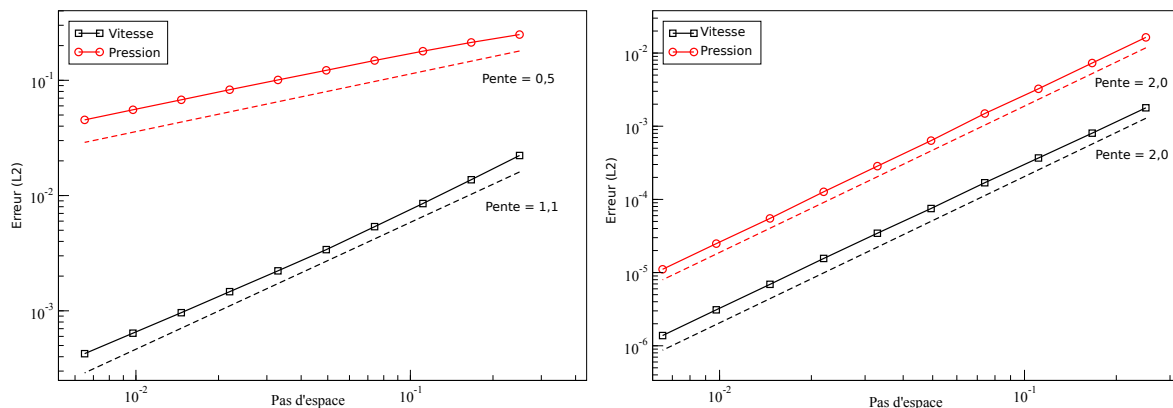 Vitesse
Pression
Pente = 0,5
Pente = 1,1
Erreur (L2)
10^-1
10^-2
10^-3
10^-2
10^-1
Pas d'espace
Vitesse
Pression
Pente = 2,0
Pente = 2,0
Erreur (L2)
10^-2
10^-3
10^-4
10^-5
10^-6
10^-2
10^-1
Pas d'espace